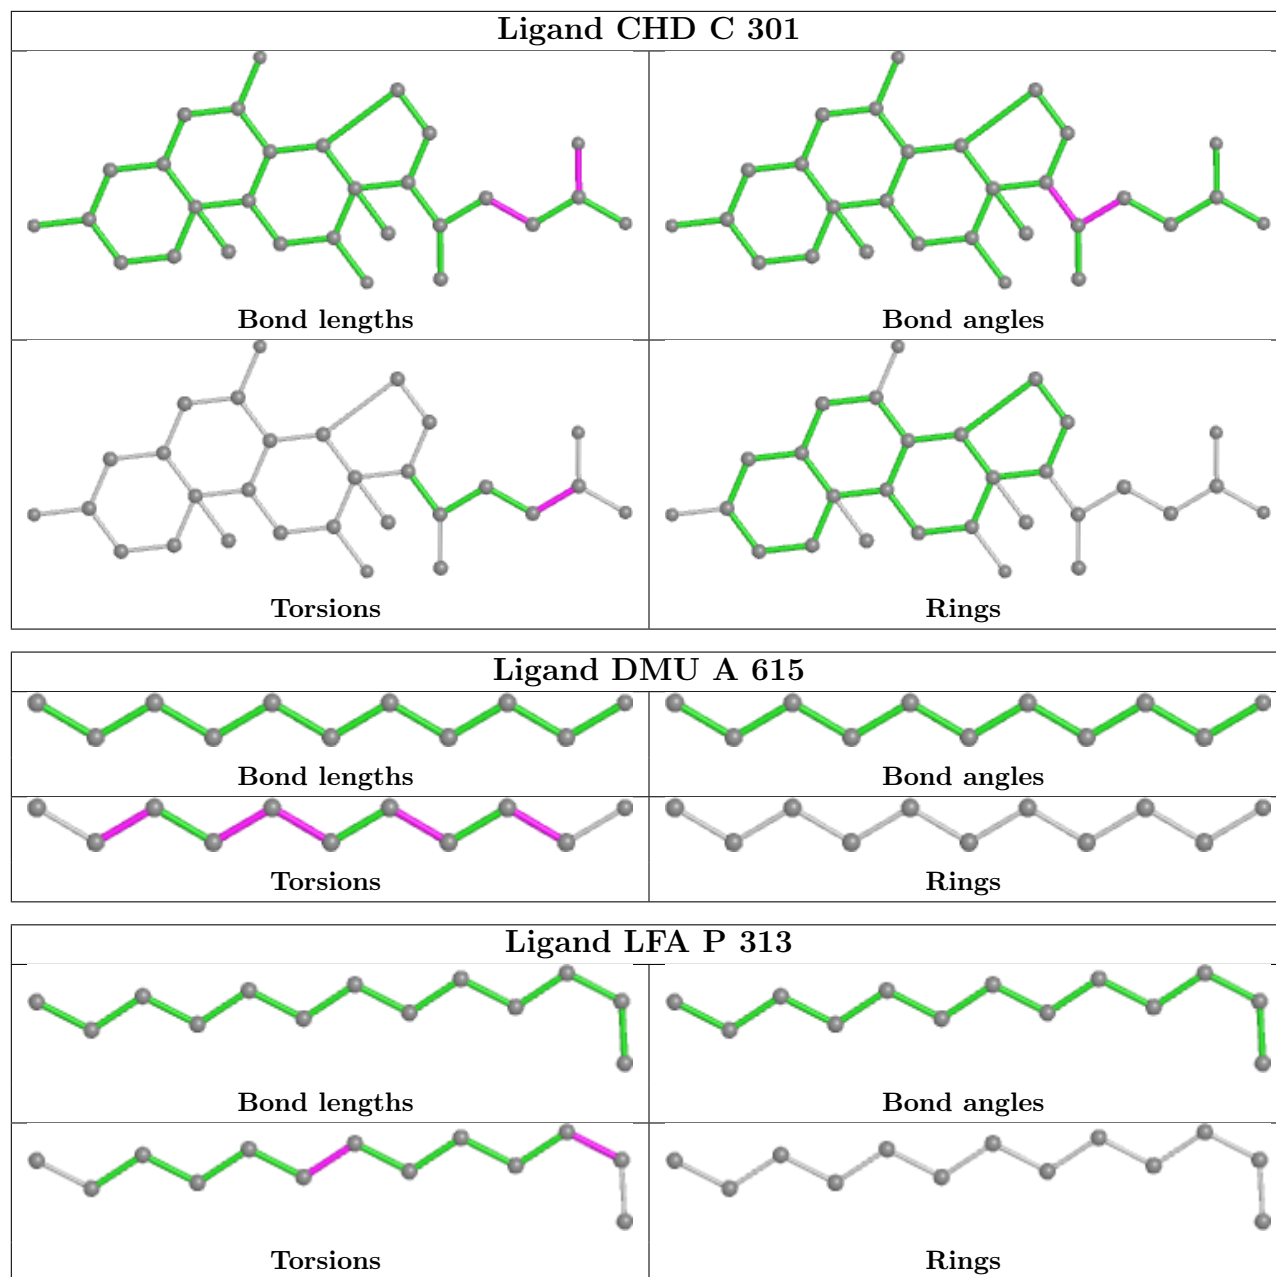 Ligand CHD C 301
Bond lengths
Bond angles
Torsions
Rings
Ligand DMU A 615
Bond lengths
Bond angles
Torsions
Rings
Ligand LFA P 313
Bond lengths
Bond angles
Torsions
Rings